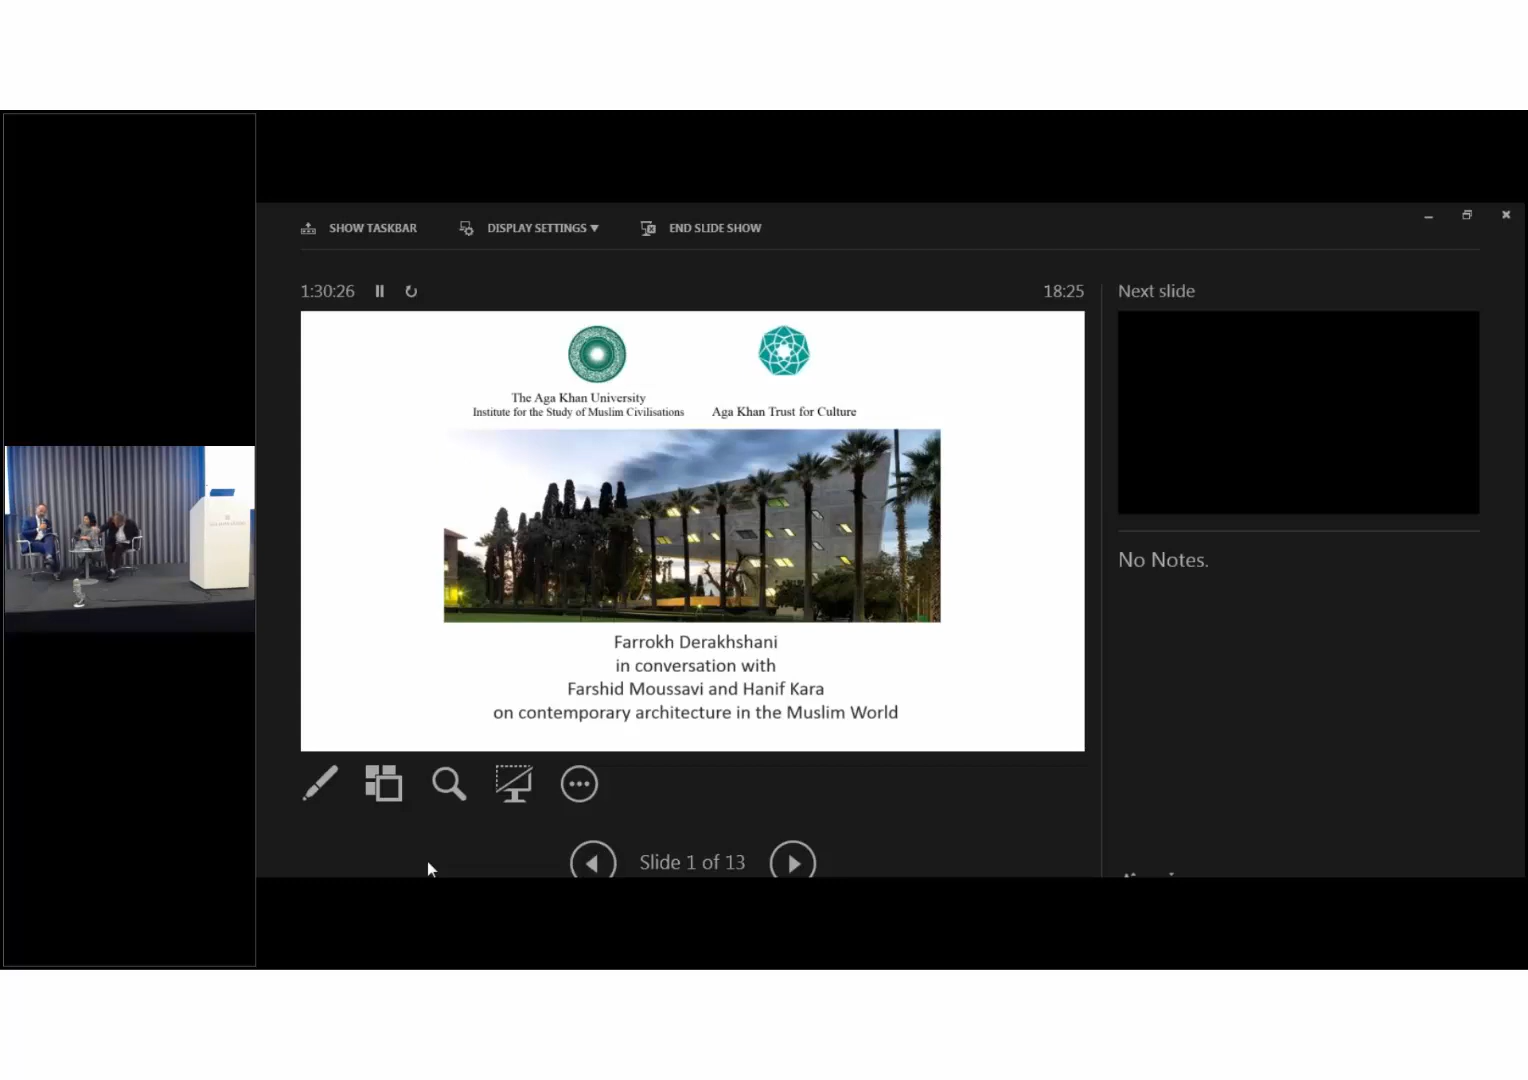 SHOW TASKBAR
DISPLAY SETTINGS
END SLIDE SHOW
1:30:26
18:25
Next slide
The Aga Khan University
Institute for the Study of Muslim Civilisations
Aga Khan Trust for Culture
Farrokh Derakhshani
in conversation with
Farshid Moussavi and Hanif Kara
on contemporary architecture in the Muslim World
No Notes.
Slide 1 of 13